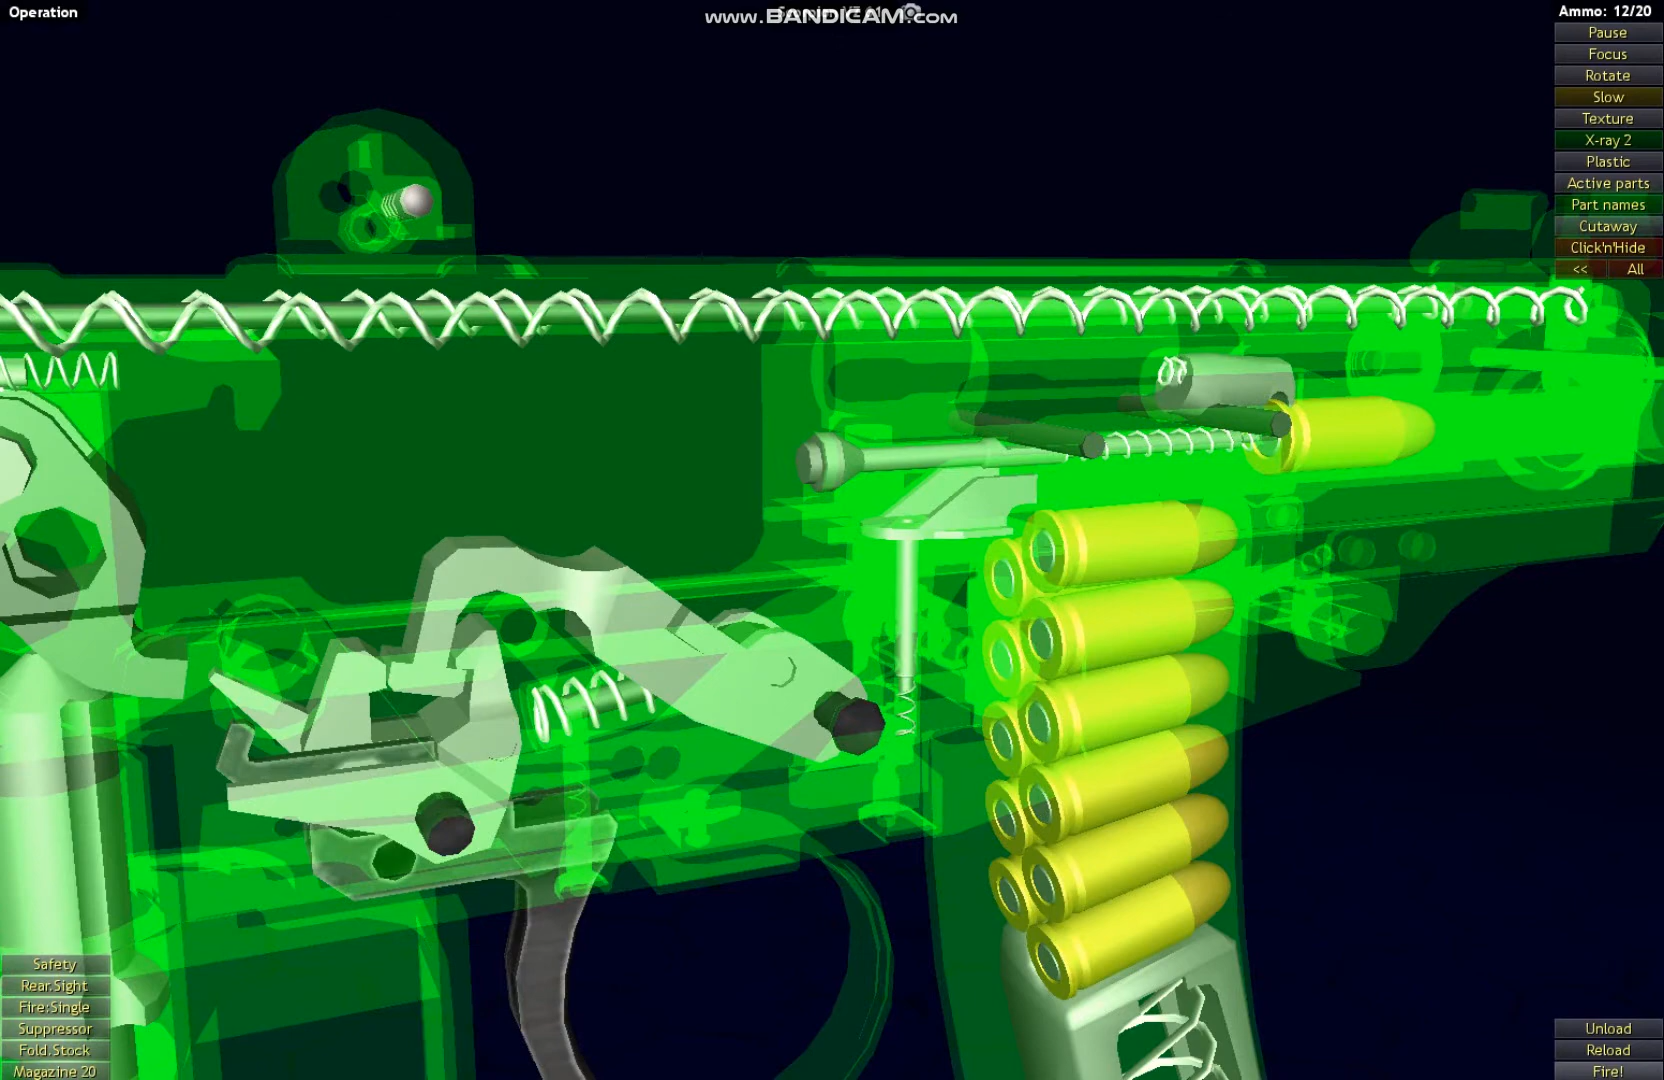 Operation
www.BANDICAM.COM
Ammo: 12/20
Pause
Focus
Rotate
Slow
Texture
X-ray 2
Plastic
Active parts
Part names
Cutaway
Click'n'Hide
<< All
Safety
Rear.Sight
Fire:Single
Suppressor
Fold.Stock
Magazine 20
Unload
Reload
Fire!